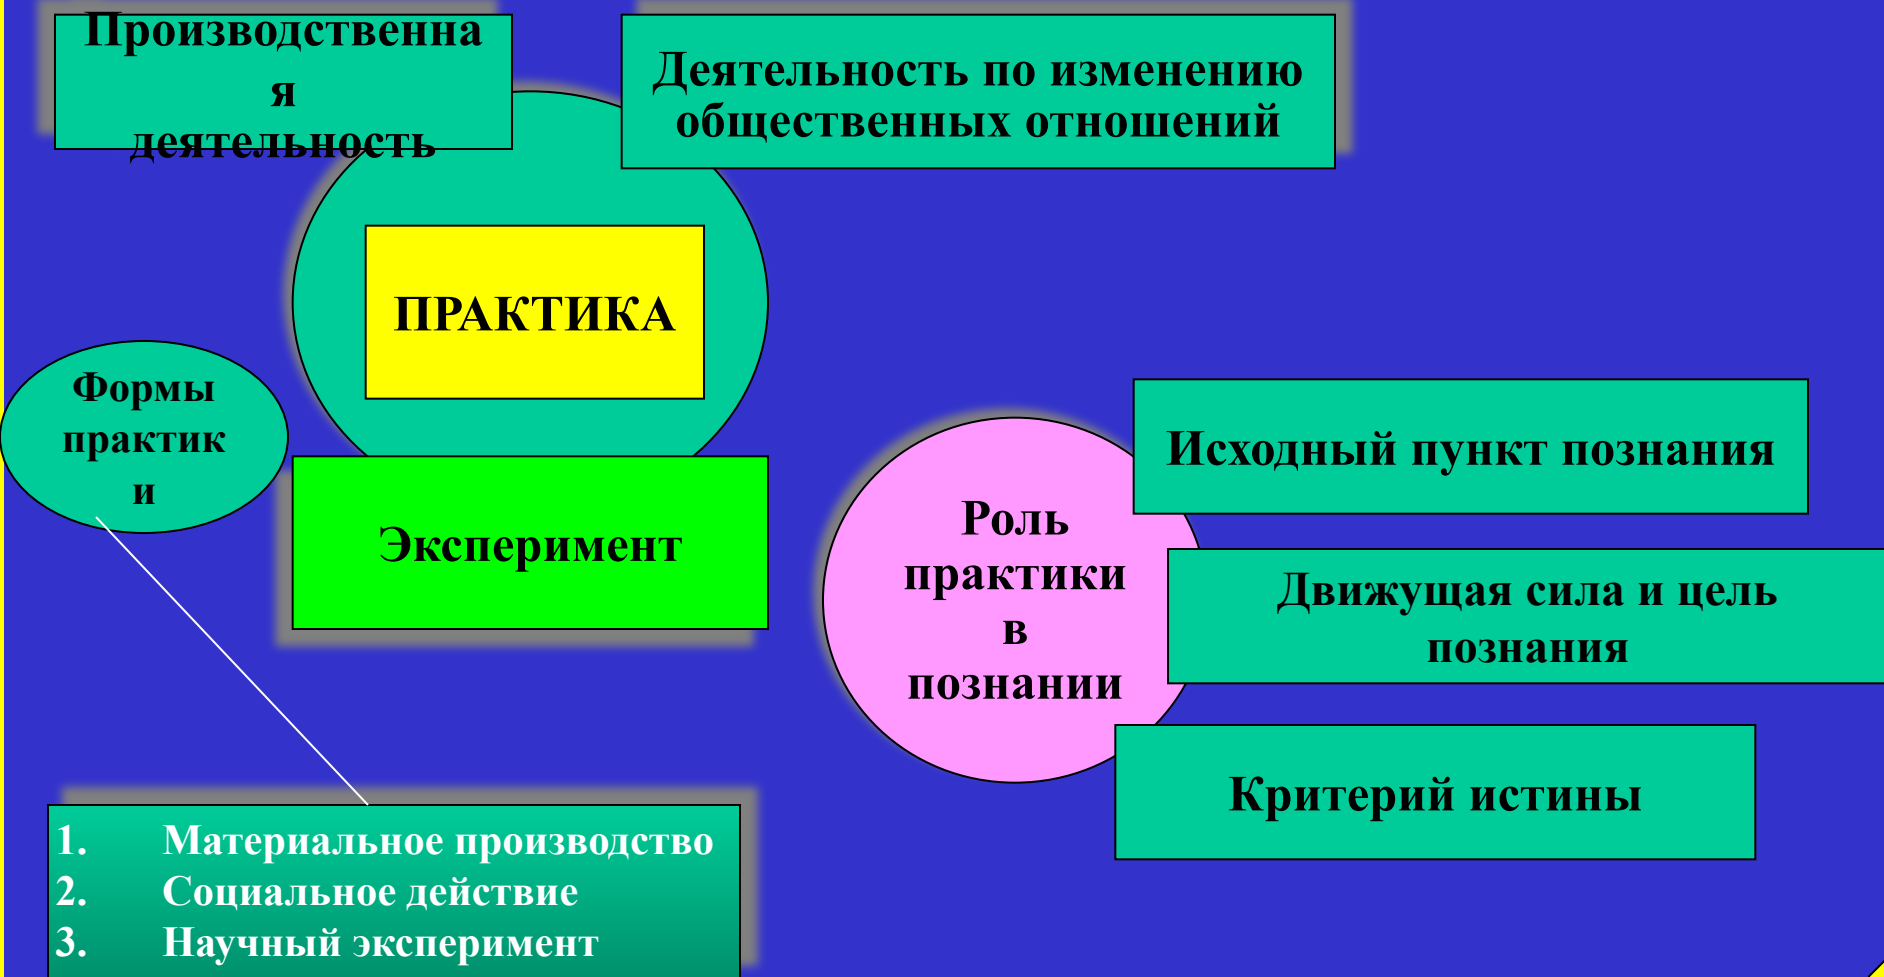 Производственна
я
деятельность
Деятельность по изменению
общественных отношений
ПРАКТИКА
Формы
практик
и
Эксперимент
Роль
практики
в
познании
Исходный пункт познания
Движущая сила и цель
познания
Критерий истины
1. Материальное производство
2. Социальное действие
3. Научный эксперимент